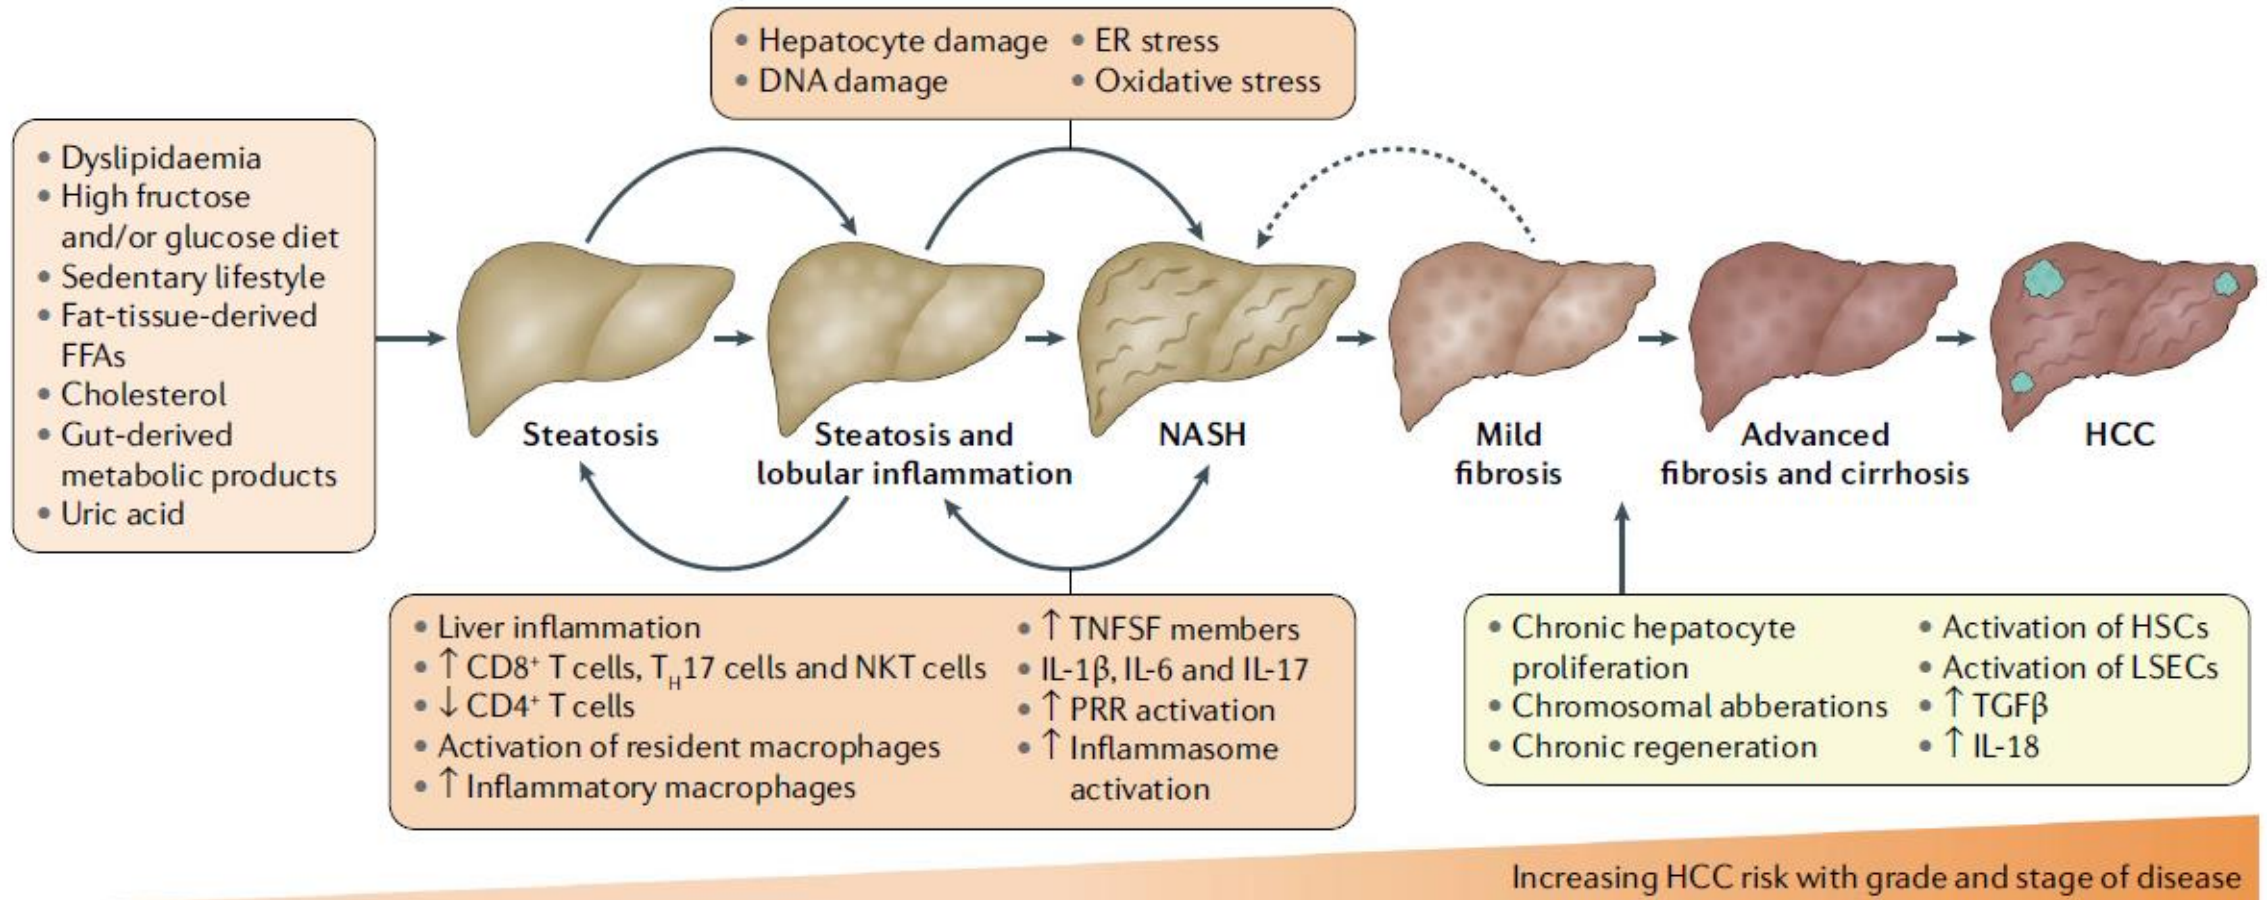 • Hepatocyte damage
• DNA damage
• ER stress
• Oxidative stress
• Dyslipidaemia
• High fructose
and/or glucose diet
• Sedentary lifestyle
• Fat-tissue-derived
FFAs
• Cholesterol
• Gut-derived
metabolic products
• Uric acid
Steatosis
Steatosis and
lobular inflammation
NASH
Mild
fibrosis
Advanced
fibrosis and cirrhosis
HCC
• Liver inflammation
• ↑ CD8⁺ T cells, T_H17 cells and NKT cells
• ↓ CD4⁺ T cells
• Activation of resident macrophages
• ↑ Inflammatory macrophages
• ↑ TNFSF members
• IL-1β, IL-6 and IL-17
• ↑ PRR activation
• ↑ Inflammasome
activation
• Chronic hepatocyte
proliferation
• Chromosomal abberations
• Chronic regeneration
• Activation of HSCs
• Activation of LSECs
• ↑ TGFβ
• ↑ IL-18
Increasing HCC risk with grade and stage of disease